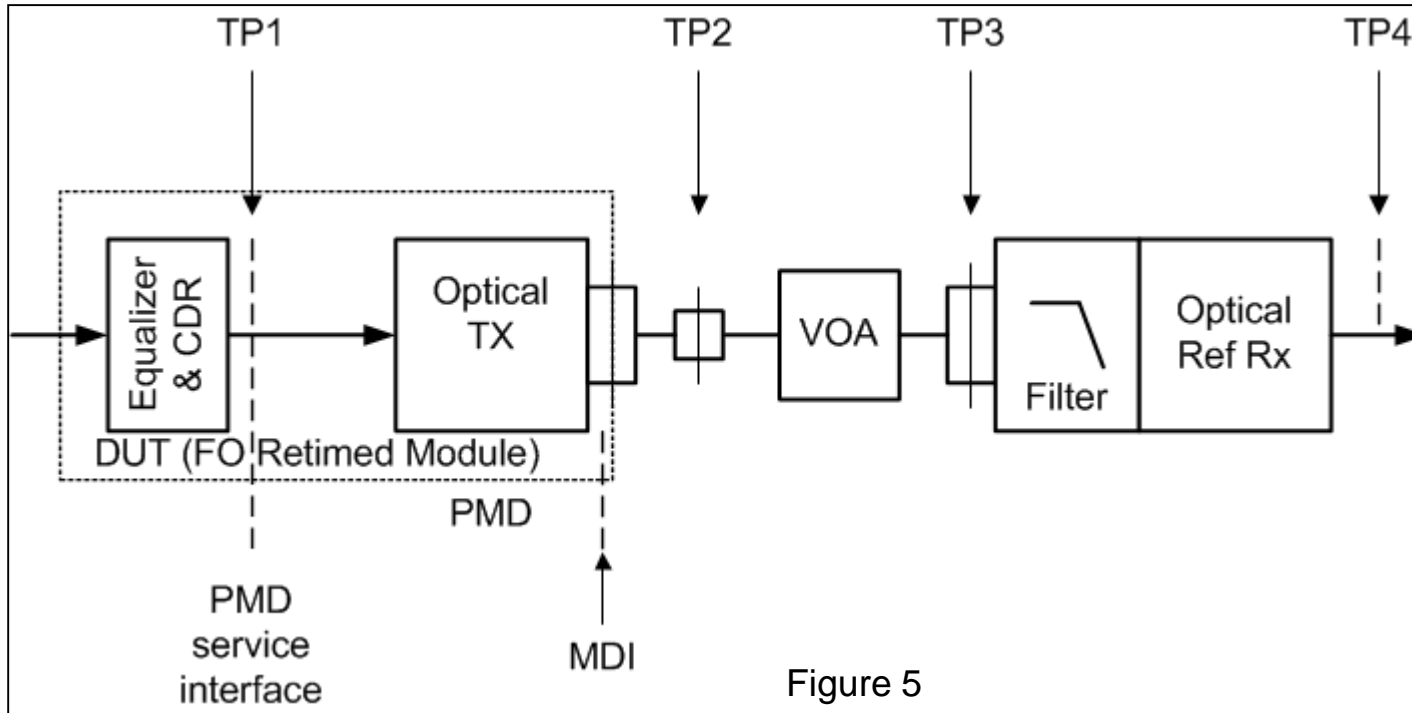 TP1
TP2
TP3
TP4
Equalizer
& CDR
Optical
TX
VOA
Filter
Optical
Ref Rx
DUT (FO Retimed Module)
PMD
PMD
service
interface
MDI
Figure 5